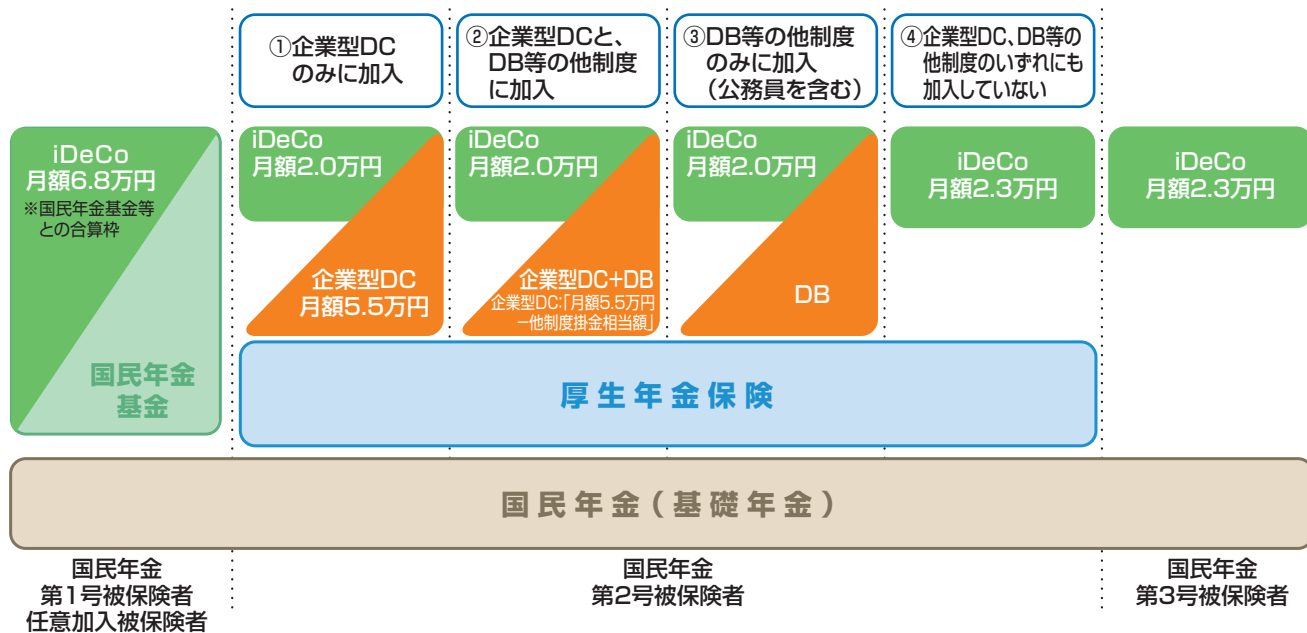 ①企業型DC
のみに加入
②企業型DCと、
DB等の他制度
に加入
③DB等の他制度
のみに加入
（公務員を含む）
④企業型DC、DB等の
他制度のいずれにも
加入していない
iDeCo
月額6.8万円
※国民年金基金等
との合算枠
国民年金
基金
iDeCo
月額2.0万円
企業型DC
月額5.5万円
iDeCo
月額2.0万円
企業型DC+DB
企業型DC:「月額5.5万円
－他制度掛金相当額」
iDeCo
月額2.0万円
DB
iDeCo
月額2.3万円
iDeCo
月額2.3万円
厚生年金保険
国民年金（基礎年金）
国民年金
第1号被保険者
任意加入被保険者
国民年金
第2号被保険者
国民年金
第3号被保険者